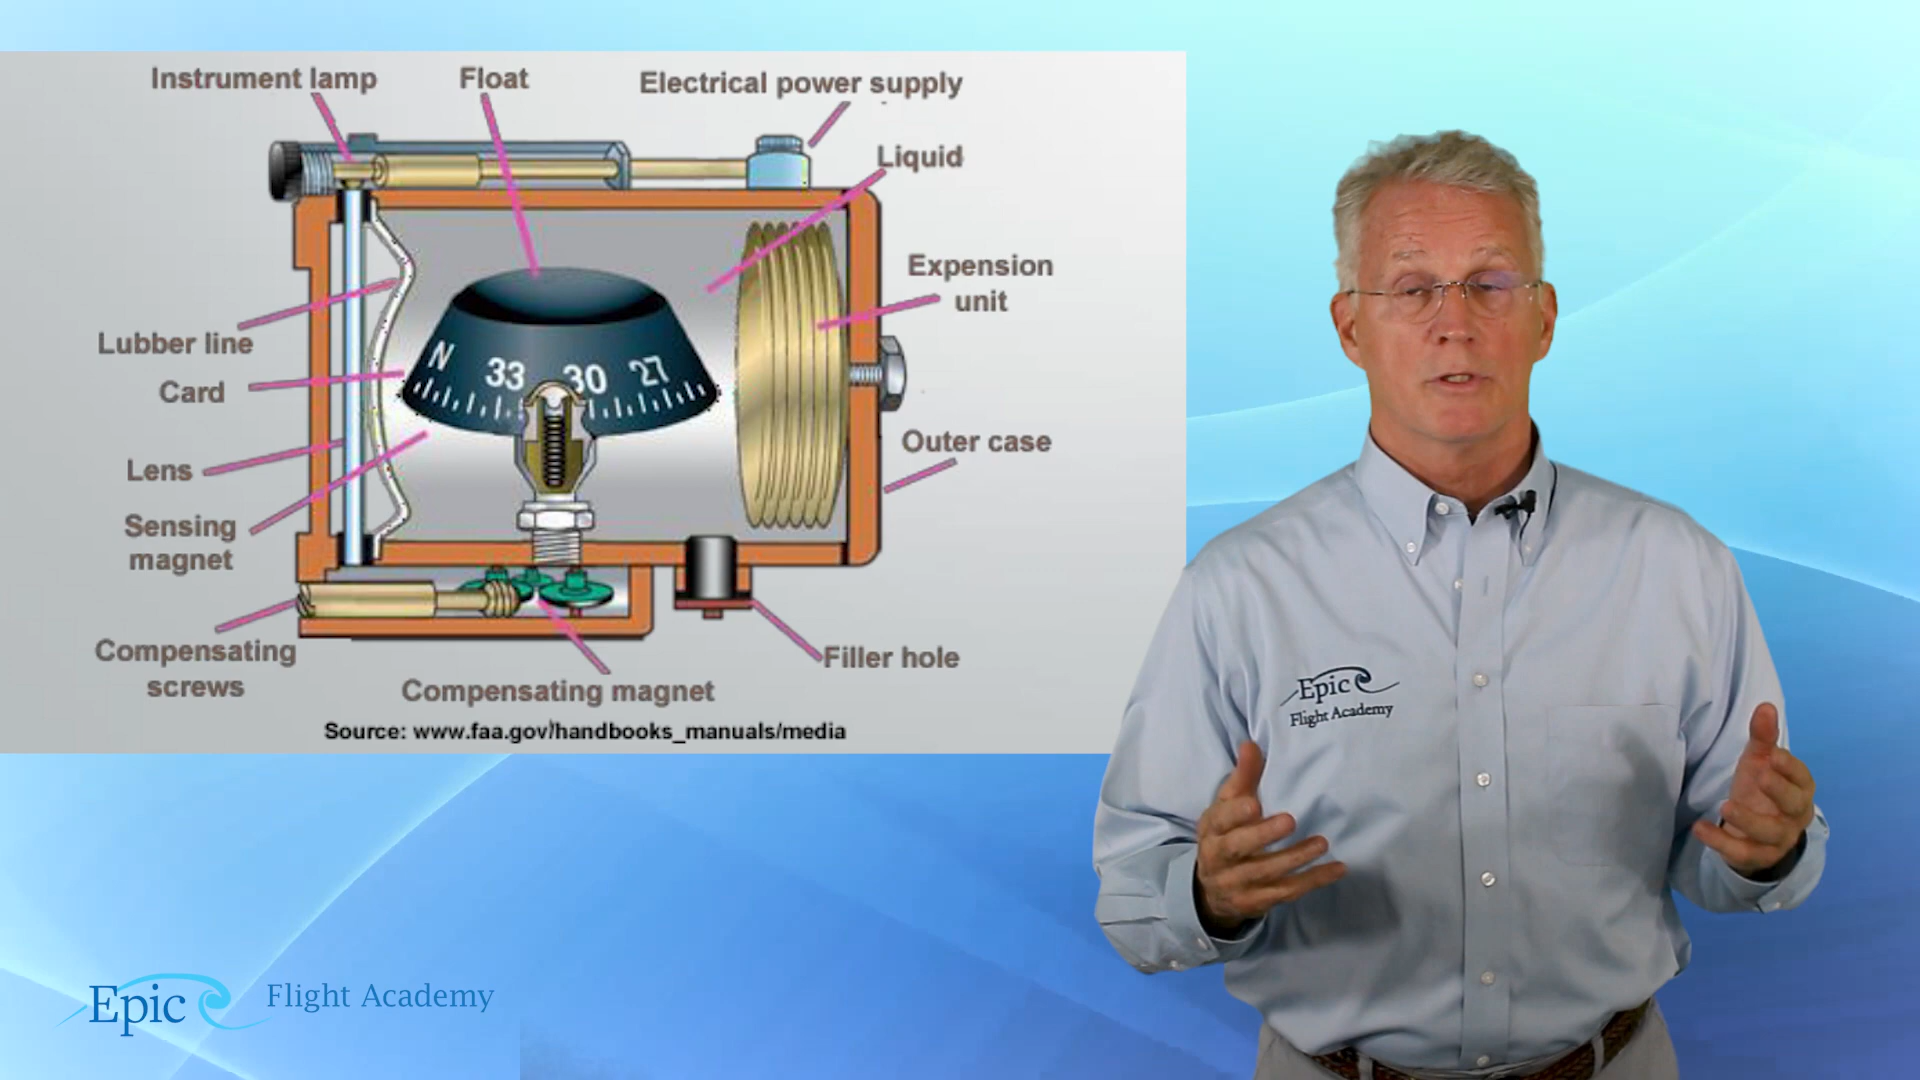 Instrument lamp
Float
Electrical power supply
Liquid
Expension
unit
Lubber line
Card
Outer case
Lens
Sensing
magnet
Compensating
screws
Compensating magnet
Filler hole
N 33 30 27
Source: www.faa.gov/handbooks_manuals/media
Epic
Flight Academy
Epic Flight Academy